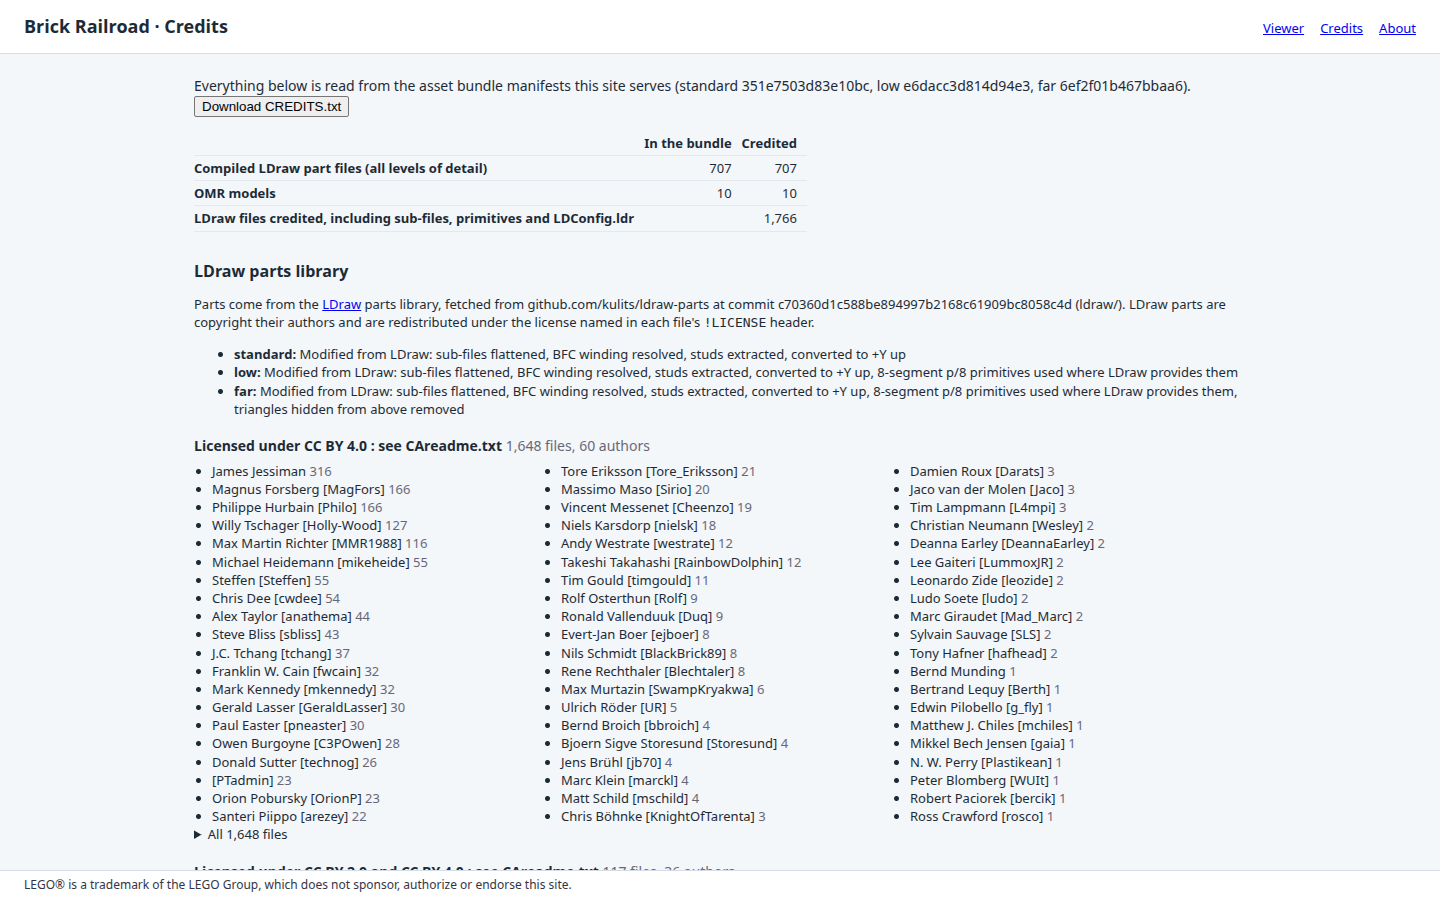 Brick Railroad · Credits
Viewer Credits About
Everything below is read from the asset bundle manifests this site serves (standard 351e7503d83e10bc, low e6dacc3d814d94e3, far 6ef2f01b467bbaa6).
Download CREDITS.txt
In the bundle Credited
Compiled LDraw part files (all levels of detail) 707 707
OMR models 10 10
LDraw files credited, including sub-files, primitives and LDConfig.ldr 1,766
LDraw parts library
Parts come from the LDraw parts library, fetched from github.com/kulits/ldraw-parts at commit c70360d1c588be894997b2168c61909bc8058c4d (ldraw/). LDraw parts are
copyright their authors and are redistributed under the license named in each file's !LICENSE header.
standard: Modified from LDraw: sub-files flattened, BFC winding resolved, studs extracted, converted to +Y up
low: Modified from LDraw: sub-files flattened, BFC winding resolved, studs extracted, converted to +Y up, 8-segment p/8 primitives used where LDraw provides them
far: Modified from LDraw: sub-files flattened, BFC winding resolved, studs extracted, converted to +Y up, 8-segment p/8 primitives used where LDraw provides them,
triangles hidden from above removed
Licensed under CC BY 4.0 : see CAreadme.txt 1,648 files, 60 authors
James Jessiman 316
Magnus Forsberg [MagFors] 166
Philippe Hurbain [Philo] 166
Willy Tschager [Holly-Wood] 127
Max Martin Richter [MMR1988] 116
Michael Heidemann [mikeheide] 55
Steffen [Steffen] 55
Chris Dee [cwdee] 54
Alex Taylor [anathema] 44
Steve Bliss [sbliss] 43
J.C. Tchang [tchang] 37
Franklin W. Cain [fwcain] 32
Mark Kennedy [mkennedy] 32
Gerald Lasser [GeraldLasser] 30
Paul Easter [pneaster] 30
Owen Burgoyne [C3POwen] 28
Donald Sutter [technog] 26
[PTadmin] 23
Orion Pobursky [OrionP] 23
Santeri Piippo [arezey] 22
Tore Eriksson [Tore_Eriksson] 21
Massimo Maso [Sirio] 20
Vincent Messenet [Cheenzo] 19
Niels Karsdorp [nielsk] 18
Andy Westrate [westrate] 12
Takeshi Takahashi [RainbowDolphin] 12
Tim Gould [timgould] 11
Rolf Osterthun [Rolf] 9
Ronald Vallenduuk [Duq] 9
Evert-Jan Boer [ejboer] 8
Nils Schmidt [BlackBrick89] 8
Rene Rechthaler [Blechtaler] 8
Max Murtazin [SwampKryakwa] 6
Ulrich Röder [UR] 5
Bernd Broich [bbroich] 4
Bjoern Sigve Storesund [Storesund] 4
Jens Brühl [jb70] 4
Marc Klein [marckl] 4
Matt Schild [mschild] 4
Chris Böhnke [KnightOfTarenta] 3
Damien Roux [Darats] 3
Jaco van der Molen [Jaco] 3
Tim Lampmann [L4mpi] 3
Christian Neumann [Wesley] 2
Deanna Earley [DeannaEarley] 2
Lee Gaiteri [LummoxJR] 2
Leonardo Zide [leozide] 2
Ludo Soete [ludo] 2
Marc Giraudet [Mad_Marc] 2
Sylvain Sauvage [SLS] 2
Tony Hafner [hafhead] 2
Bernd Munding 1
Bertrand Lequy [Berth] 1
Edwin Pilobello [g_fly] 1
Matthew J. Chiles [mchiles] 1
Mikkel Bech Jensen [gaia] 1
N. W. Perry [Plastikean] 1
Peter Blomberg [WUIt] 1
Robert Paciorek [bercik] 1
Ross Crawford [rosco] 1
All 1,648 files
Licensed under CC BY 2.0 and CC BY 4.0 : see CAreadme.txt 117 files, 26 authors
LEGO® is a trademark of the LEGO Group, which does not sponsor, authorize or endorse this site.